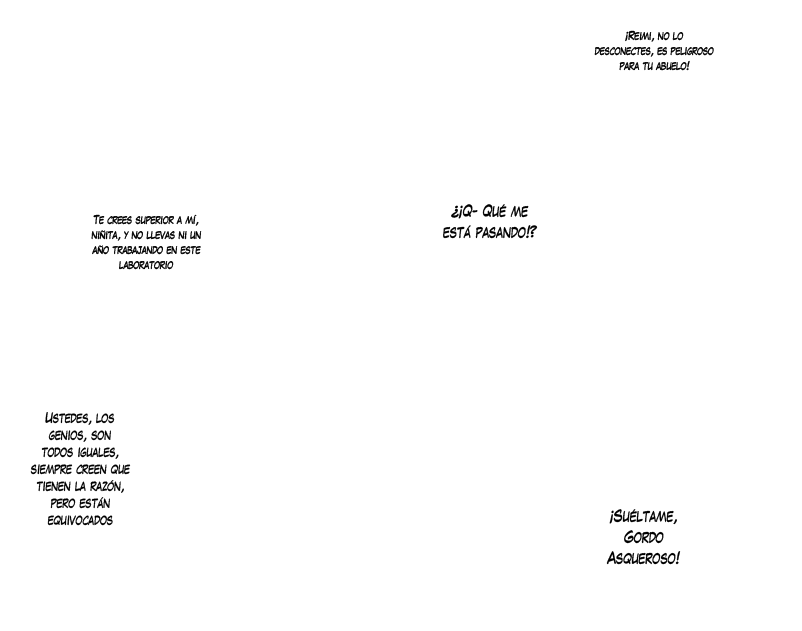 ¡Reimi, no lo
desconectes, es peligroso
para tu abuelo!
Te crees superior a mí,
niñita, y no llevas ni un
año trabajando en este
laboratorio
¿¡Q- Qué me
está pasando!?
Ustedes, los
genios, son
todos iguales,
siempre creen que
tienen la razón,
pero están
equivocados
¡Suéltame,
Gordo
Asqueroso!